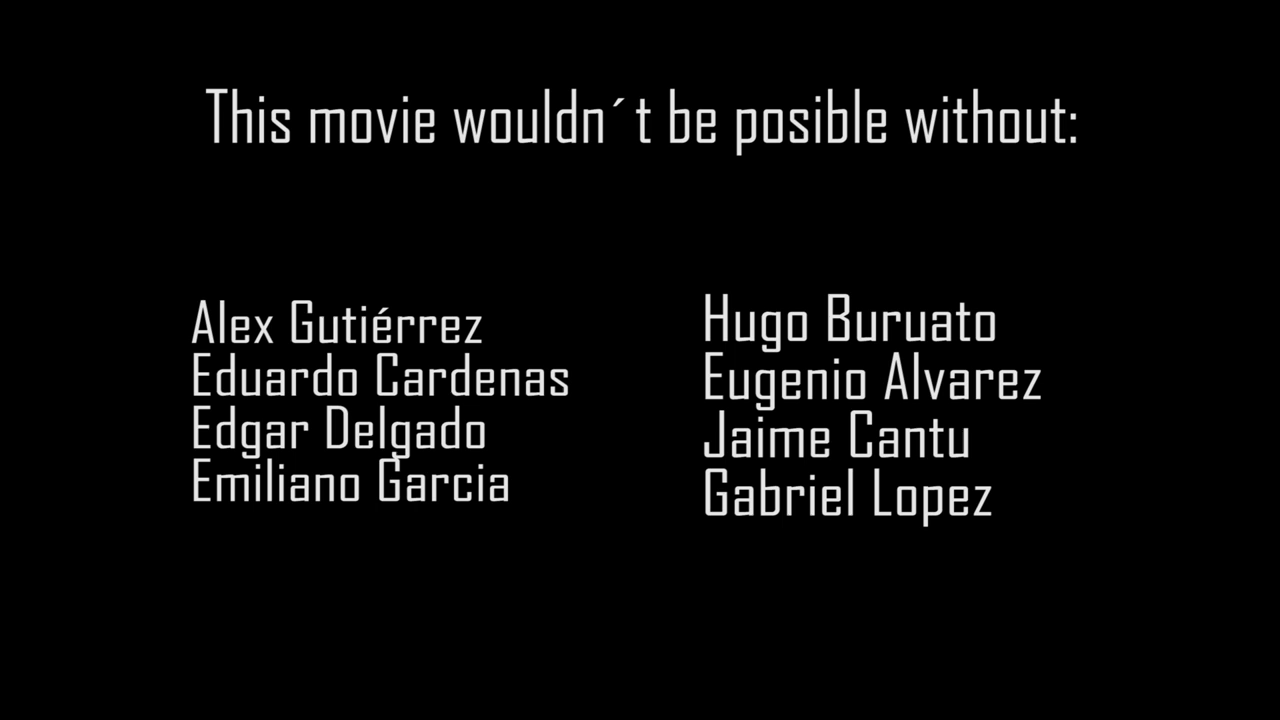 This movie wouldn´t be posible without:
Alex Gutiérrez
Eduardo Cardenas
Edgar Delgado
Emiliano Garcia
Hugo Buruato
Eugenio Alvarez
Jaime Cantu
Gabriel Lopez